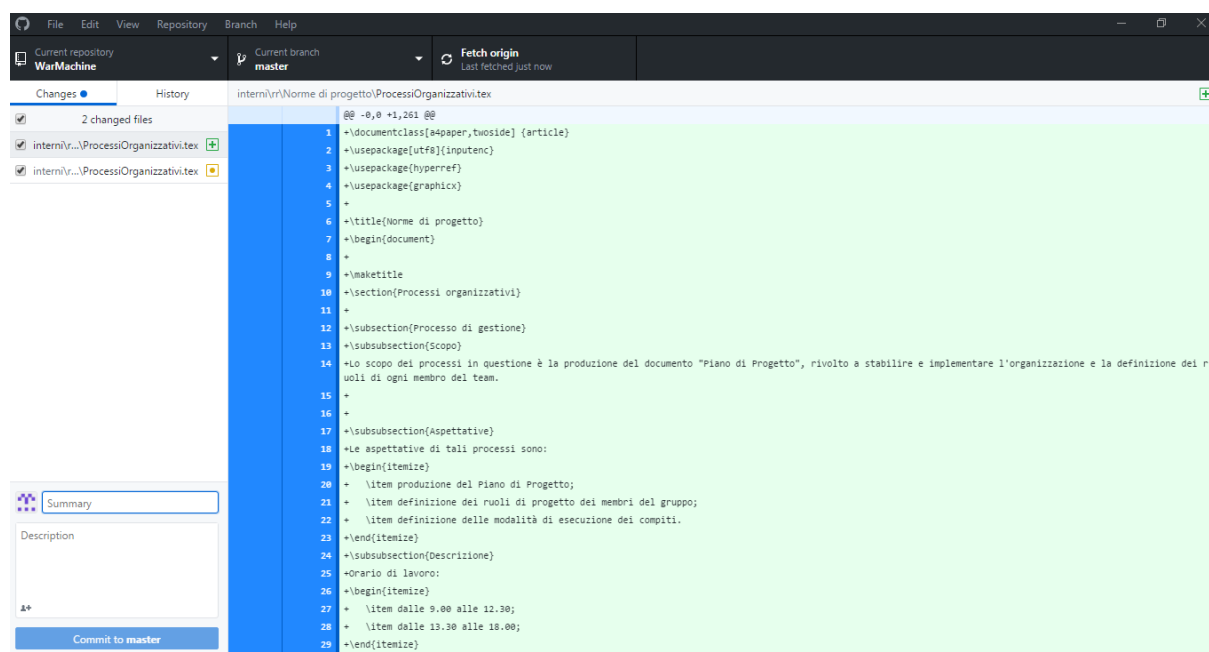 File Edit View Repository Branch Help
Current repository
WarMachine
Current branch
master
Fetch origin
Last fetched just now
Changes History
2 changed files
interni\r...\ProcessiOrganizzativi.tex
interni\r...\ProcessiOrganizzativi.tex
Summary
Description
Commit to master
interni\rr\Norme di progetto\ProcessiOrganizzativi.tex
@@ -0,0 +1,261 @@
1 +\documentclass[a4paper,twoside] {article}
2 +\usepackage[utf8]{inputenc}
3 +\usepackage{hyperref}
4 +\usepackage{graphicx}
5 +
6 +\title{Norme di progetto}
7 +\begin{document}
8 +
9 +\maketitle
10 +\section{Processi organizzativi}
11 +
12 +\subsection{Processo di gestione}
13 +\subsubsection{Scopo}
14 +Lo scopo dei processi in questione è la produzione del documento "Piano di Progetto", rivolto a stabilire e implementare l'organizzazione e la definizione dei r
uoli di ogni membro del team.
15 +
16 +
17 +\subsubsection{Aspettative}
18 +Le aspettative di tali processi sono:
19 +\begin{itemize}
20 + \item produzione del Piano di Progetto;
21 + \item definizione dei ruoli di progetto dei membri del gruppo;
22 + \item definizione delle modalità di esecuzione dei compiti.
23 +\end{itemize}
24 +\subsubsection{Descrizione}
25 +Orario di lavoro:
26 +\begin{itemize}
27 + \item dalle 9.00 alle 12.30;
28 + \item dalle 13.30 alle 18.00;
29 +\end{itemize}